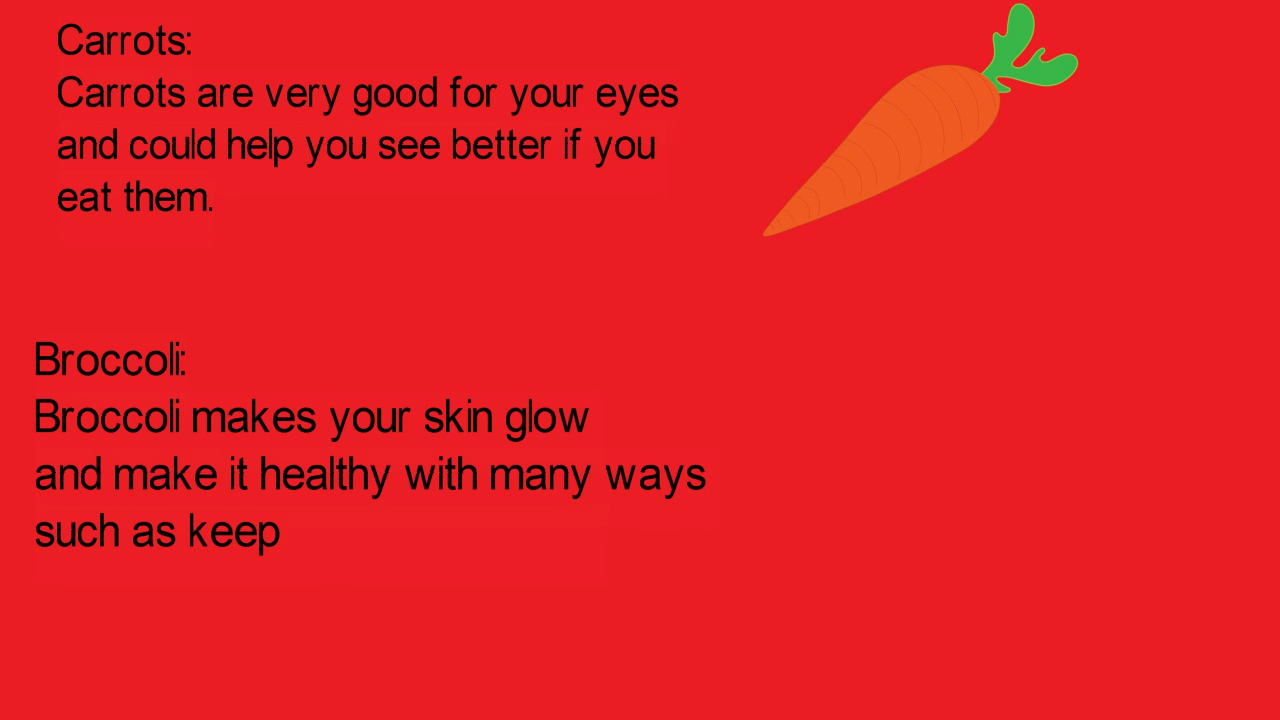 Carrots:
Carrots are very good for your eyes
and could help you see better if you
eat them.
Broccoli:
Broccoli makes your skin glow
and make it healthy with many ways
such as keep